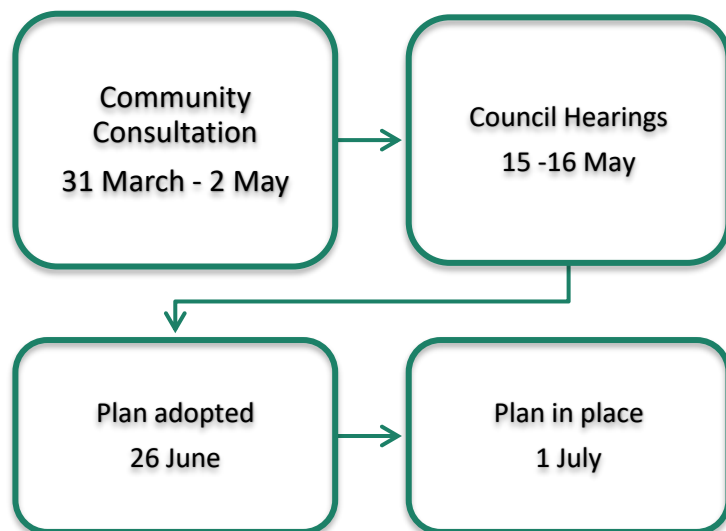 Community
Consultation
31 March - 2 May
Council Hearings
15 -16 May
Plan adopted
26 June
Plan in place
1 July